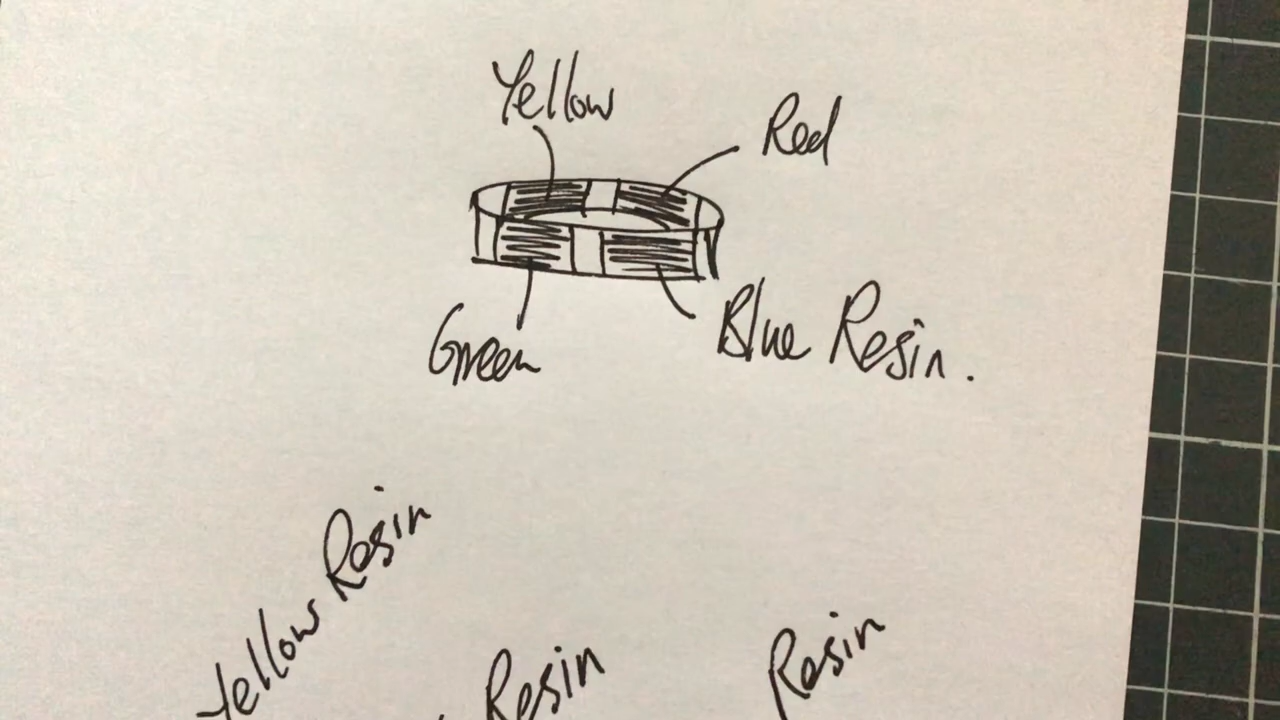 Yellow
Red
Green
Blue Resin.
Yellow Resin
Resin
Resin